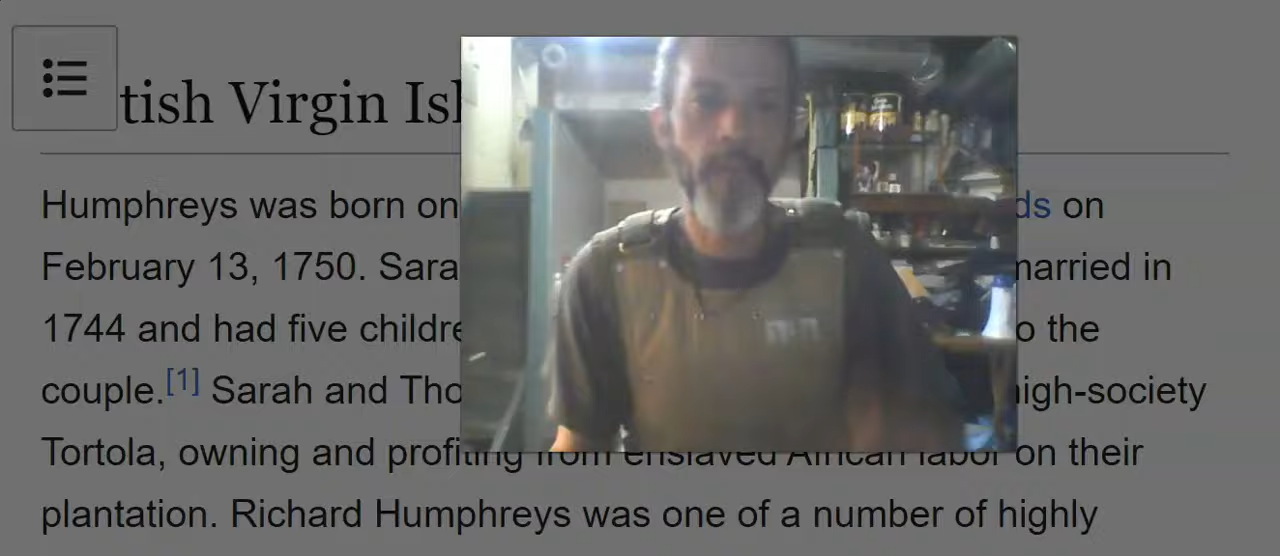 tish Virgin Isl
Humphreys was born on ds on
February 13, 1750. Sara married in
1744 and had five childre o the
couple.[1] Sarah and Tho high-society
Tortola, owning and profiting from enslaved African labor on their
plantation. Richard Humphreys was one of a number of highly